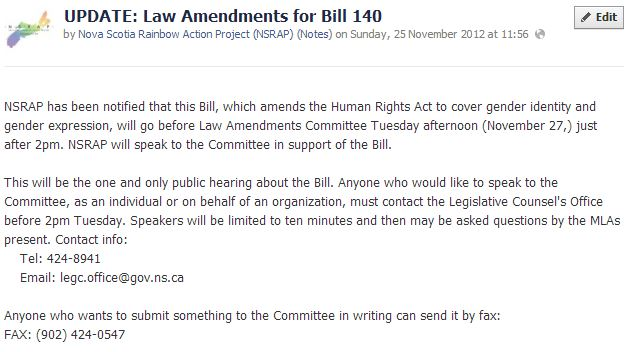 UPDATE: Law Amendments for Bill 140
Edit
by Nova Scotia Rainbow Action Project (NSRAP) (Notes) on Sunday, 25 November 2012 at 11:56
NSRAP has been notified that this Bill, which amends the Human Rights Act to cover gender identity and
gender expression, will go before Law Amendments Committee Tuesday afternoon (November 27,) just
after 2pm. NSRAP will speak to the Committee in support of the Bill.
This will be the one and only public hearing about the Bill. Anyone who would like to speak to the
Committee, as an individual or on behalf of an organization, must contact the Legislative Counsel's Office
before 2pm Tuesday. Speakers will be limited to ten minutes and then may be asked questions by the MLAs
present. Contact info:
Tel: 424-8941
Email: legc.office@gov.ns.ca
Anyone who wants to submit something to the Committee in writing can send it by fax:
FAX: (902) 424-0547